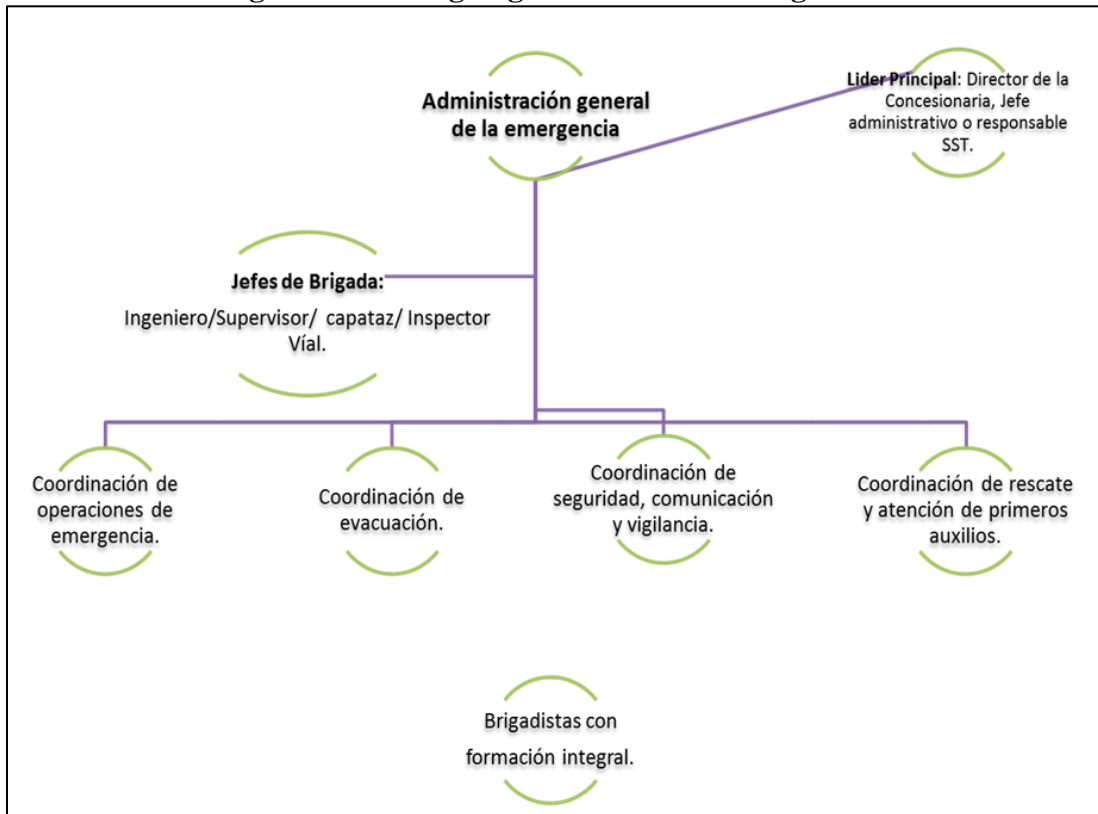 Administración general
de la emergencia
Lider Principal: Director de la
Concesionaria, Jefe
administrativo o responsable
SST.
Jefes de Brigada:
Ingeniero/Supervisor/ capataz/ Inspector
Víal.
Coordinación de
operaciones de
emergencia.
Coordinación de
evacuación.
Coordinación de
seguridad, comunicación
y vigilancia.
Coordinación de rescate
y atención de primeros
auxilios.
Brigadistas con
formación integral.